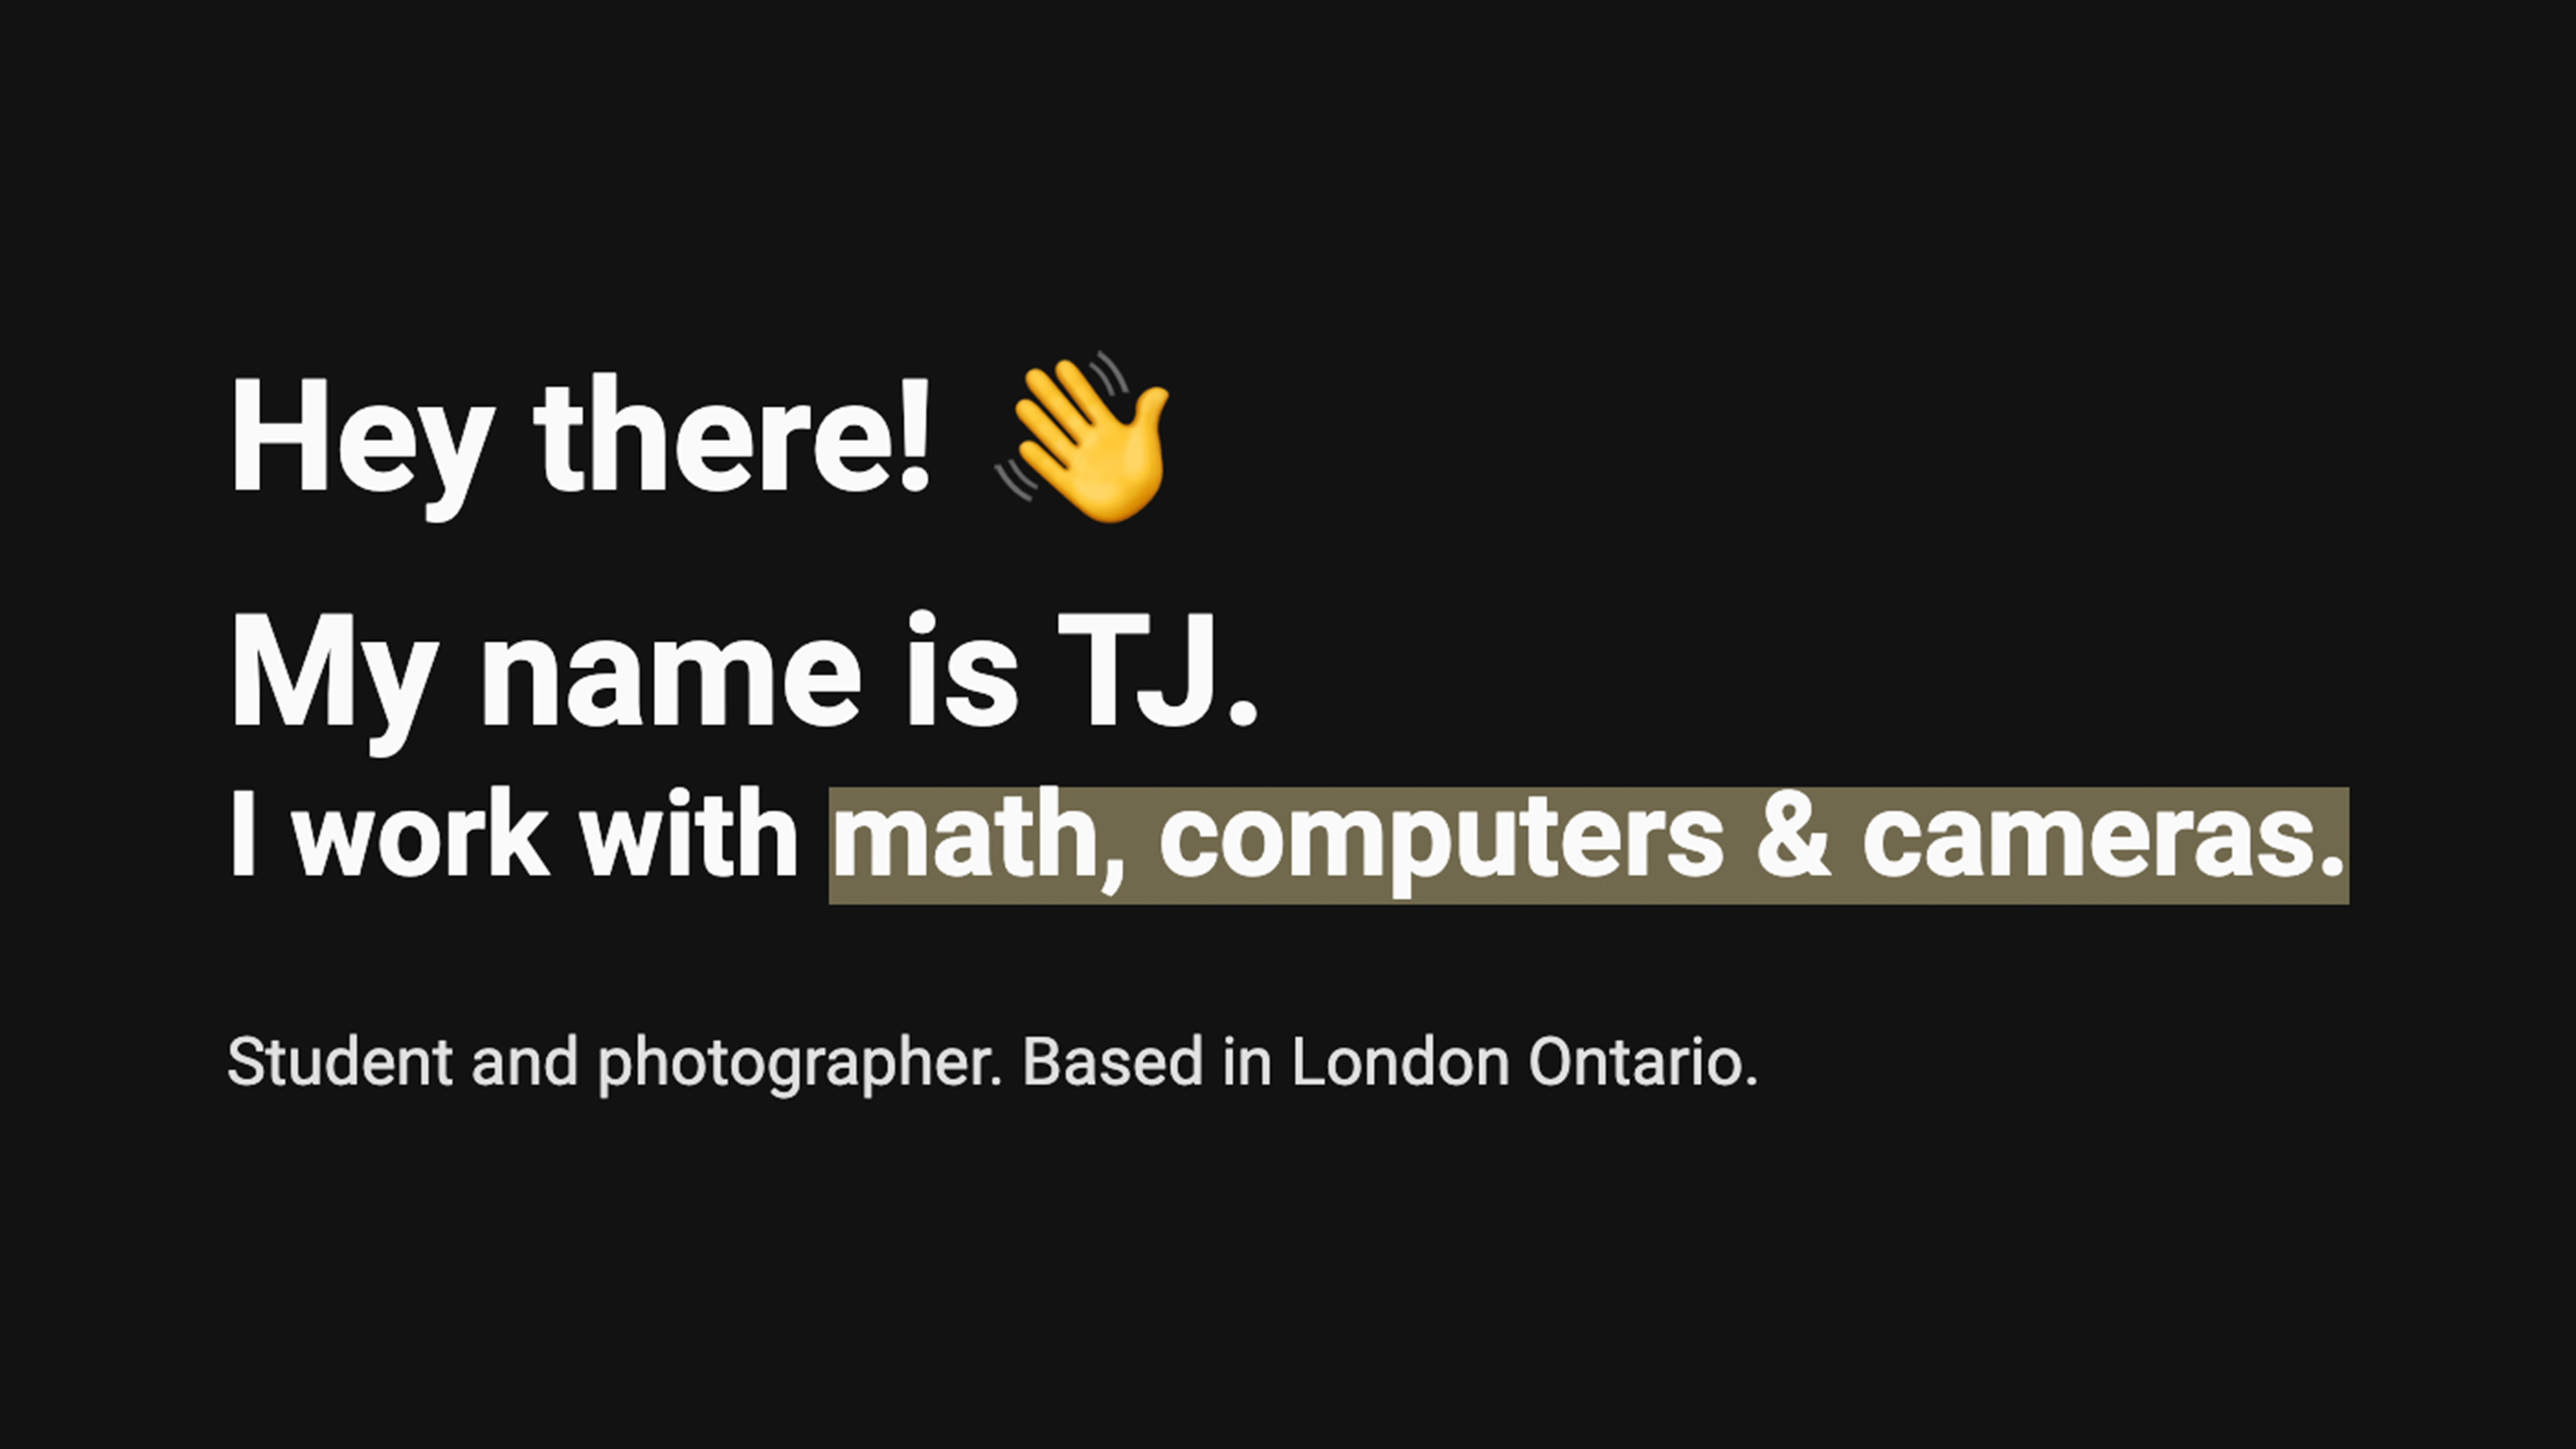 Hey there! 👋
My name is TJ.
I work with math, computers & cameras.
Student and photographer. Based in London Ontario.